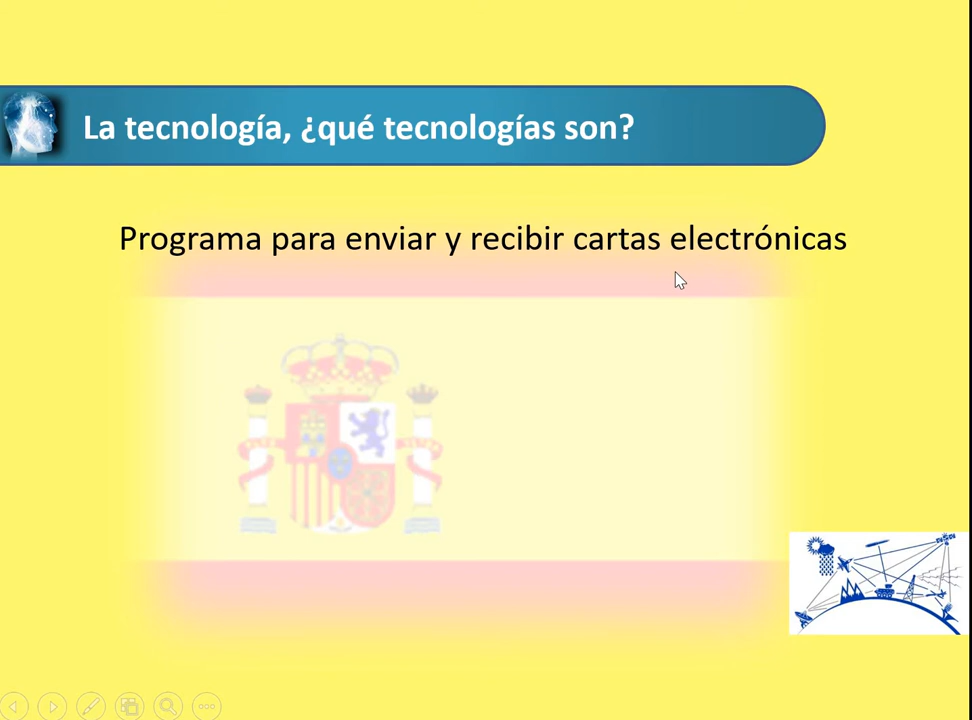 La tecnología, ¿qué tecnologías son?
Programa para enviar y recibir cartas electrónicas